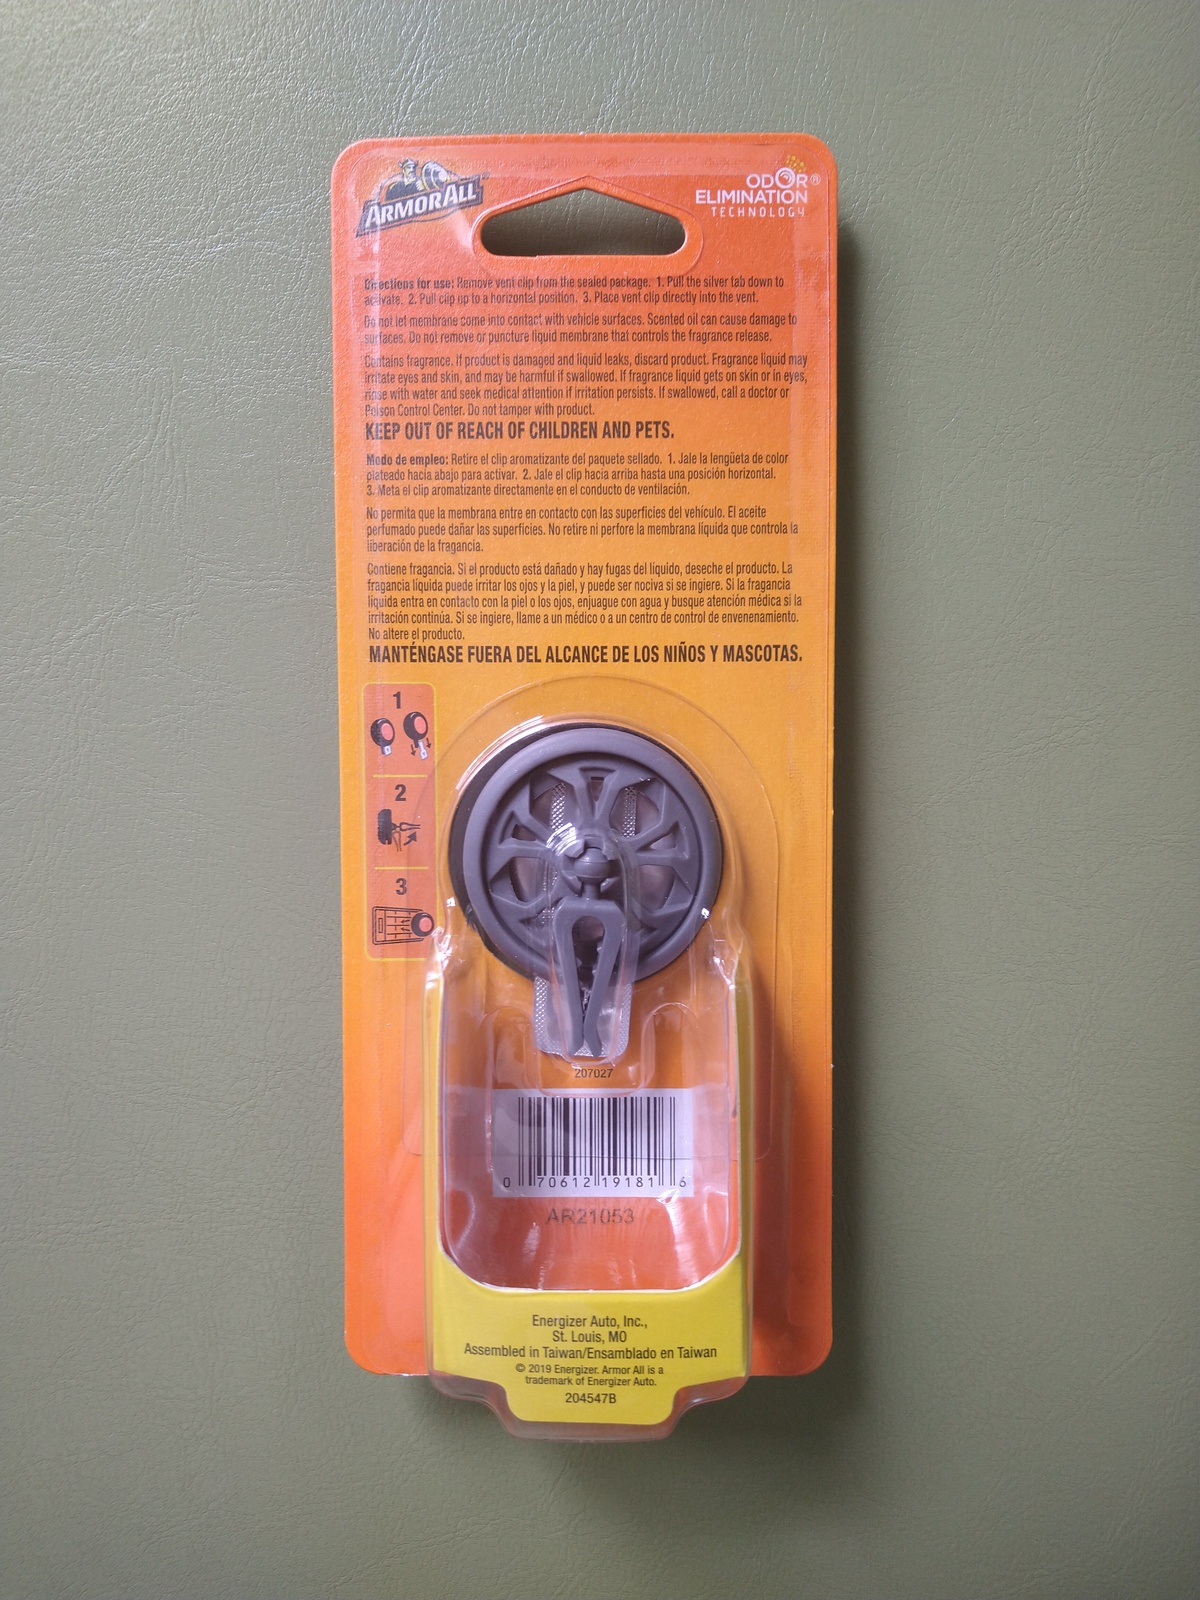 ARMORALL
ODOR®
ELIMINATION
TECHNOLOGY
Directions for use: Remove vent clip from the sealed package. 1. Pull the silver tab down to
activate. 2. Pull clip up to a horizontal position. 3. Place vent clip directly into the vent.
Do not let membrane come into contact with vehicle surfaces. Scented oil can cause damage to
surfaces. Do not remove or puncture liquid membrane that controls the fragrance release.
Contains fragrance. If product is damaged and liquid leaks, discard product. Fragrance liquid may
irritate eyes and skin, and may be harmful if swallowed. If fragrance liquid gets on skin or in eyes,
rinse with water and seek medical attention if irritation persists. If swallowed, call a doctor or
Poison Control Center. Do not tamper with product.
KEEP OUT OF REACH OF CHILDREN AND PETS.
Modo de empleo: Retire el clip aromatizante del paquete sellado. 1. Jale la lengüeta de color
plateado hacia abajo para activar. 2. Jale el clip hacia arriba hasta una posición horizontal.
3. Meta el clip aromatizante directamente en el conducto de ventilación.
No permita que la membrana entre en contacto con las superficies del vehículo. El aceite
perfumado puede dañar las superficies. No retire ni perfore la membrana líquida que controla la
liberación de la fragancia.
Contiene fragancia. Si el producto está dañado y hay fugas del líquido, deseche el producto. La
fragancia líquida puede irritar los ojos y la piel, y puede ser nociva si se ingiere. Si la fragancia
líquida entra en contacto con la piel o los ojos, enjuague con agua y busque atención médica si la
irritación continúa. Si se ingiere, llame a un médico o a un centro de control de envenenamiento.
No altere el producto.
MANTÉNGASE FUERA DEL ALCANCE DE LOS NIÑOS Y MASCOTAS.
1
2
3
207027
0 70612 19181 6
AR21053
Energizer Auto, Inc.,
St. Louis, MO
Assembled in Taiwan/Ensamblado en Taiwan
© 2019 Energizer. Armor All is a
trademark of Energizer Auto.
204547B